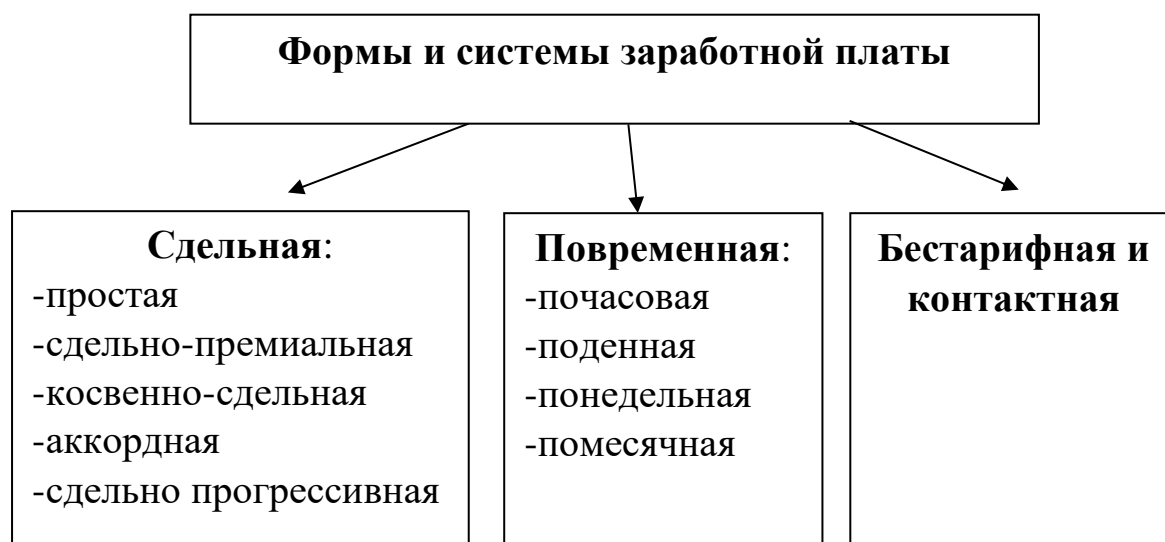 Формы и системы заработной платы
Сдельная:
-простая
-сдельно-премиальная
-косвенно-сдельная
-аккордная
-сдельно прогрессивная
Повременная:
-почасовая
-поденная
-понедельная
-помесячная
Бестарифная и
контактная